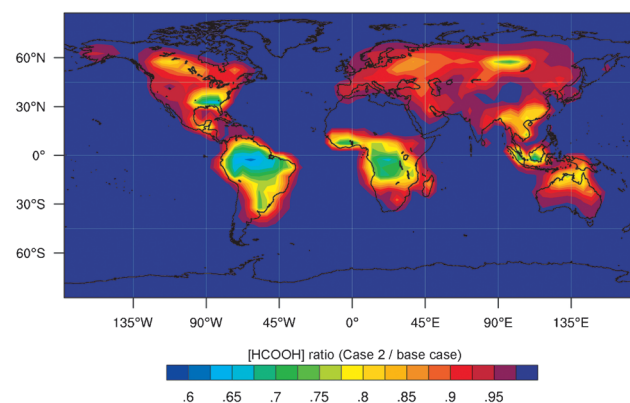 60°N
30°N
0°
30°S
60°S
135°W 90°W 45°W 0° 45°E 90°E 135°E
[HCOOH] ratio (Case 2 / base case)
.6 .65 .7 .75 .8 .85 .9 .95